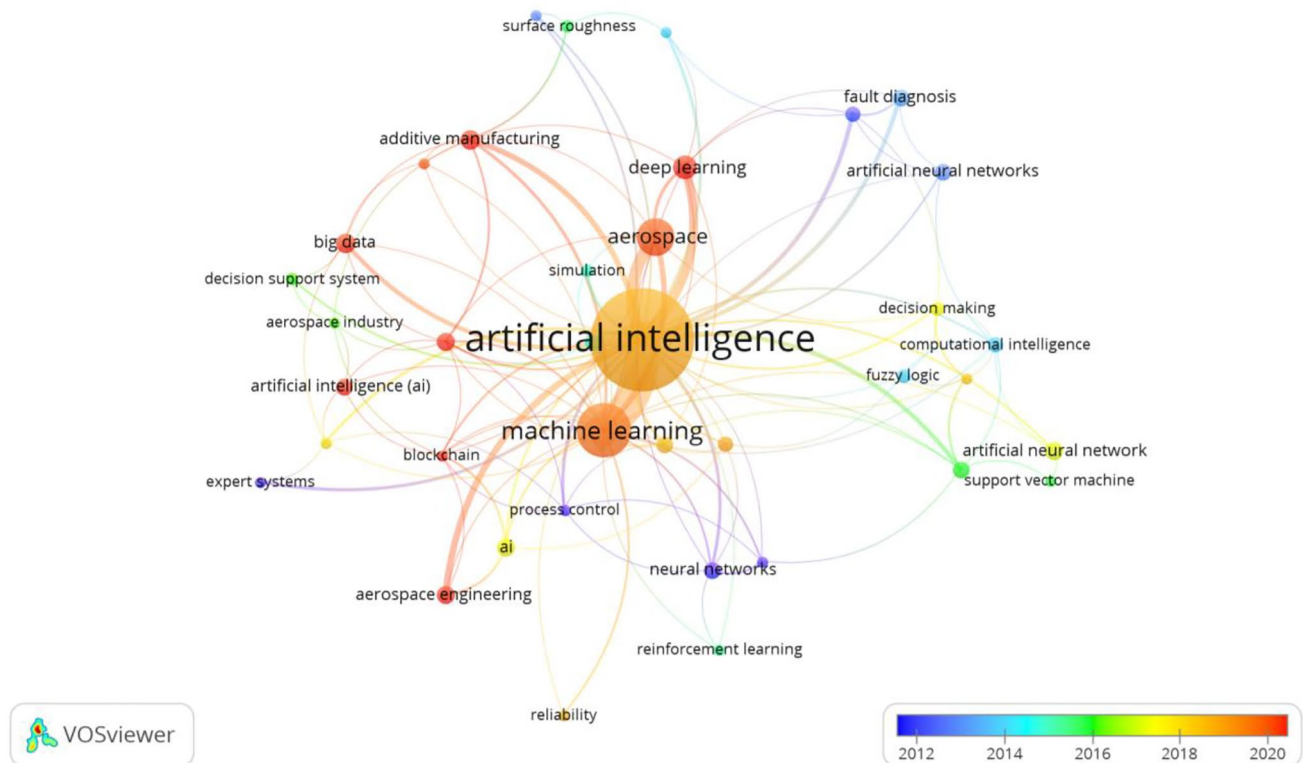 surface roughness
fault diagnosis
additive manufacturing
deep learning
artificial neural networks
aerospace
big data
simulation
decision support system
decision making
aerospace industry
artificial intelligence
computational intelligence
fuzzy logic
artificial intelligence (ai)
machine learning
blockchain
artificial neural network
expert systems
support vector machine
process control
ai
neural networks
aerospace engineering
reinforcement learning
reliability
VOSviewer
2012 2014 2016 2018 2020